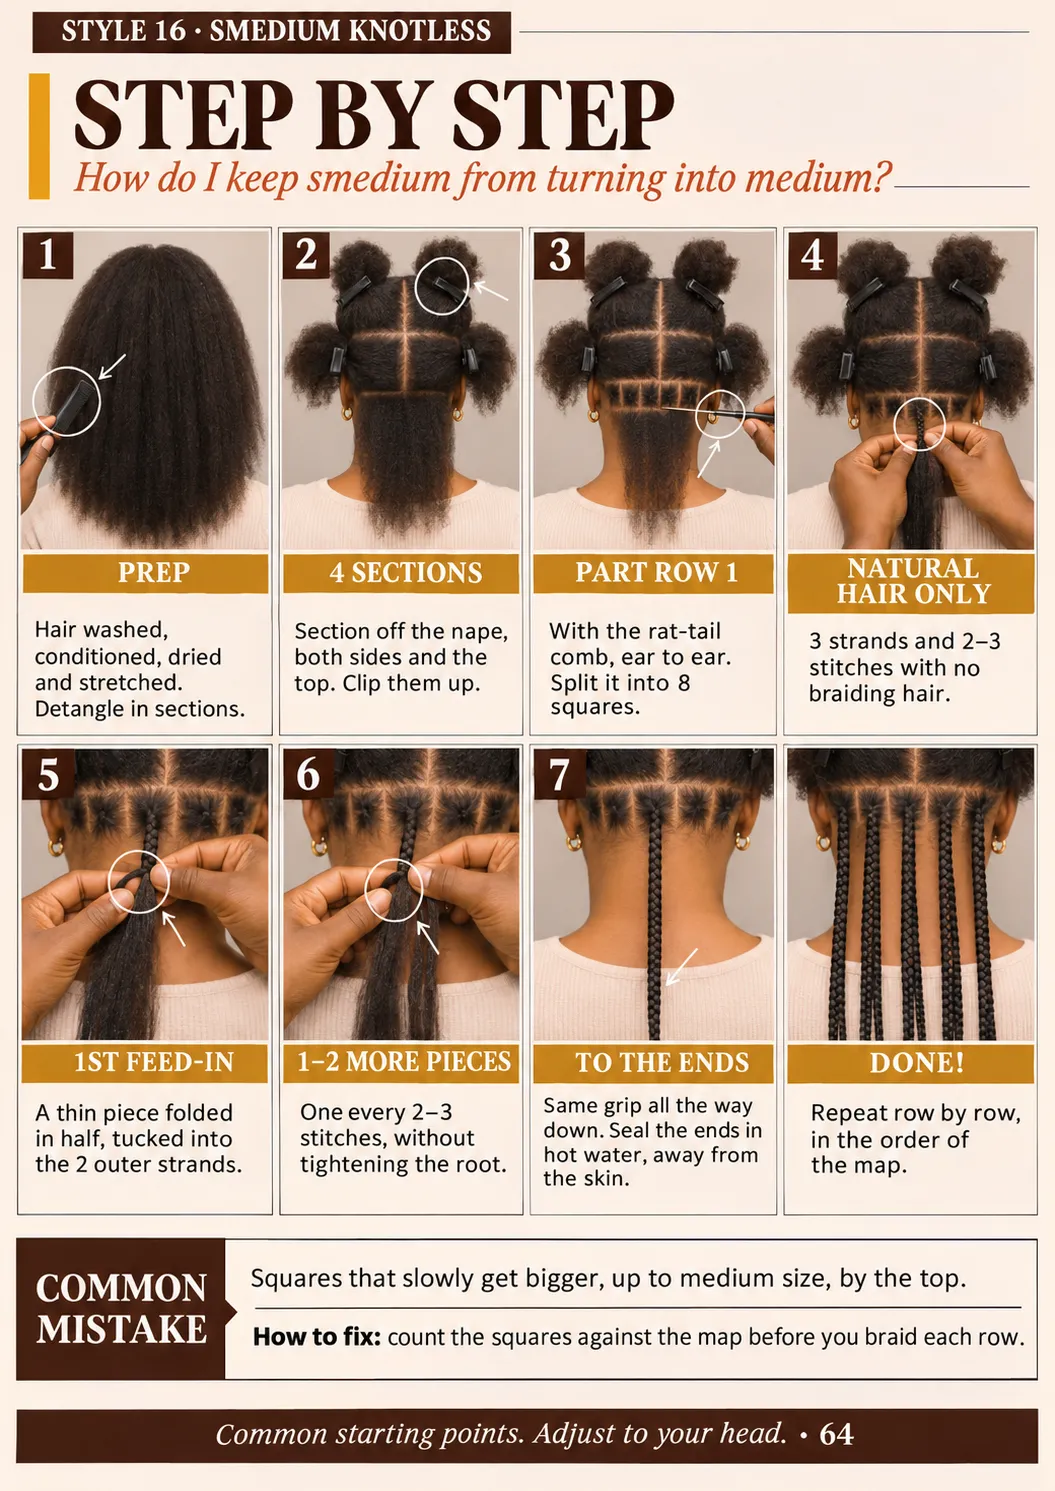 STYLE 16 · SMEDIUM KNOTLESS
STEP BY STEP
How do I keep smedium from turning into medium?
1
PREP
Hair washed,
conditioned, dried
and stretched.
Detangle in sections.
2
4 SECTIONS
Section off the nape,
both sides and the
top. Clip them up.
3
PART ROW 1
With the rat-tail
comb, ear to ear.
Split it into 8
squares.
4
NATURAL
HAIR ONLY
3 strands and 2–3
stitches with no
braiding hair.
5
1ST FEED-IN
A thin piece folded
in half, tucked into
the 2 outer strands.
6
1–2 MORE PIECES
One every 2–3
stitches, without
tightening the root.
7
TO THE ENDS
Same grip all the way
down. Seal the ends in
hot water, away from
the skin.
DONE!
Repeat row by row,
in the order of
the map.
COMMON
MISTAKE
Squares that slowly get bigger, up to medium size, by the top.
How to fix: count the squares against the map before you braid each row.
Common starting points. Adjust to your head. • 64